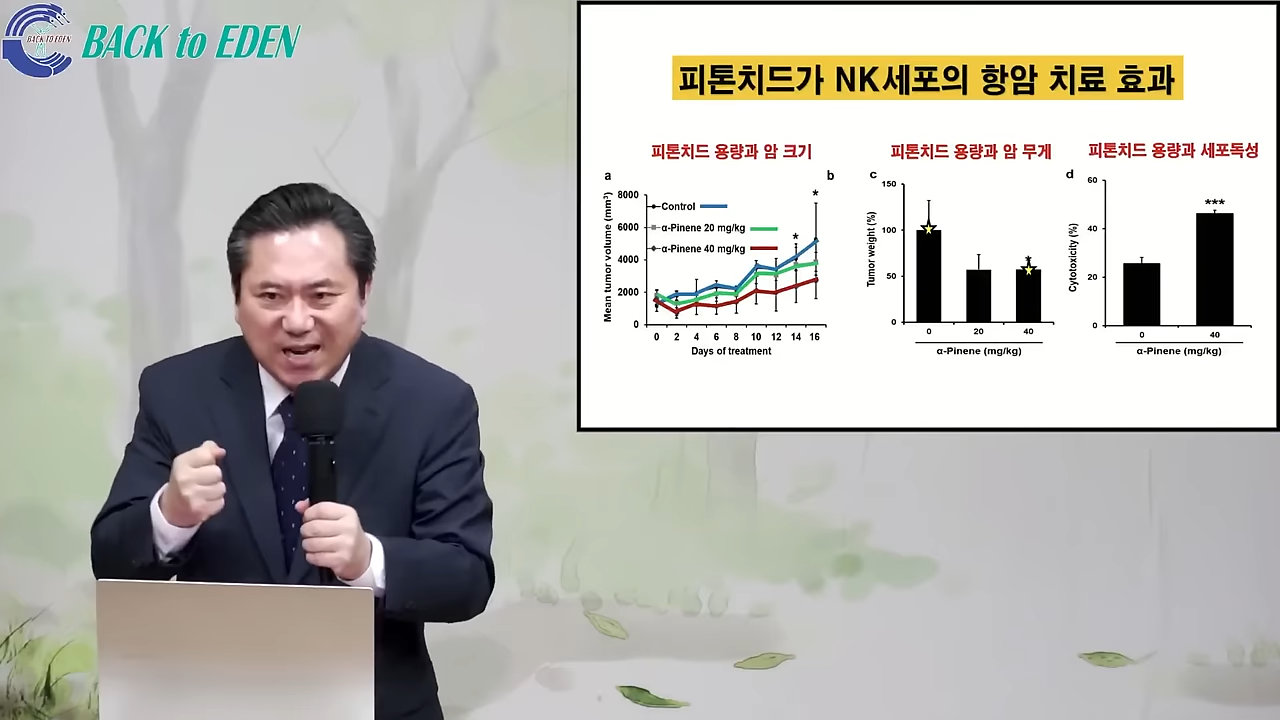 BACK TO EDEN
BACK to EDEN
피톤치드가 NK세포의 항암 치료 효과
피톤치드 용량과 암 크기
피톤치드 용량과 암 무게
피톤치드 용량과 세포독성
a
Mean tumor volume (mm³)
8000
6000
4000
2000
0
Control
α-Pinene 20 mg/kg
α-Pinene 40 mg/kg
*
*
0 2 4 6 8 10 12 14 16
Days of treatment
b
c
Tumor weight (%)
150
100
50
0
*
0 20 40
α-Pinene (mg/kg)
d
Cytotoxicity (%)
60
40
20
0
***
0 40
α-Pinene (mg/kg)